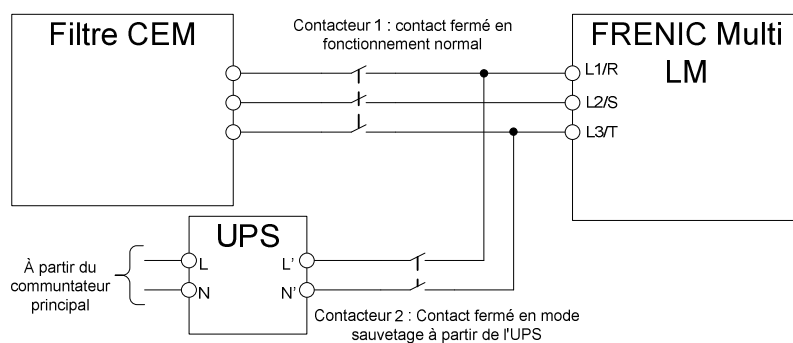 Filtre CEM
Contacteur 1 : contact fermé en
fonctionnement normal
FRENIC Multi
LM
L1/R
L2/S
L3/T
UPS
À partir du
communtateur
principal
L
N
L'
N'
Contacteur 2 : Contact fermé en mode
sauvetage à partir de l'UPS